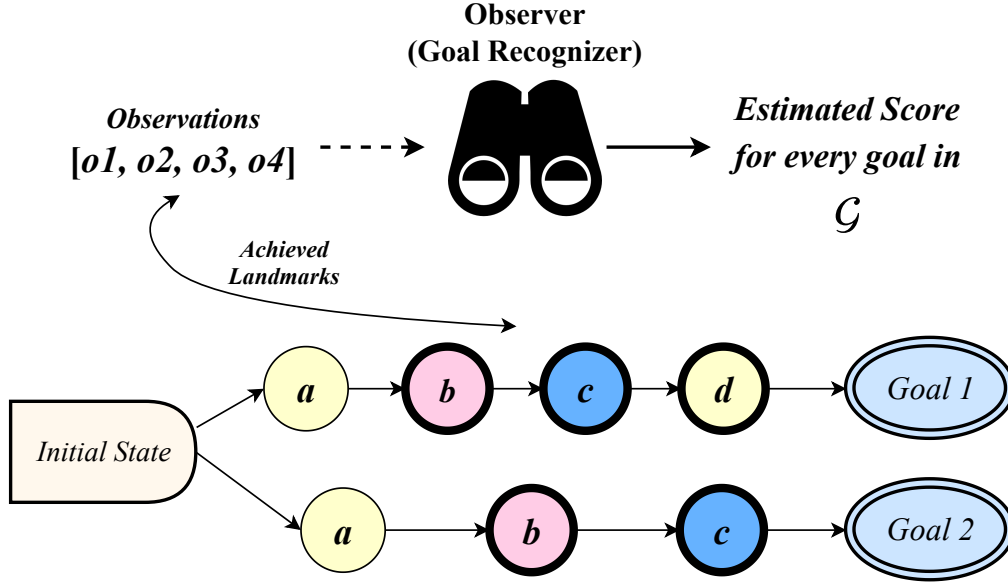 Observer
(Goal Recognizer)
Observations
[o1, o2, o3, o4]
Estimated Score
for every goal in
𝒢
Achieved
Landmarks
a
b
c
d
Goal 1
Initial State
a
b
c
Goal 2